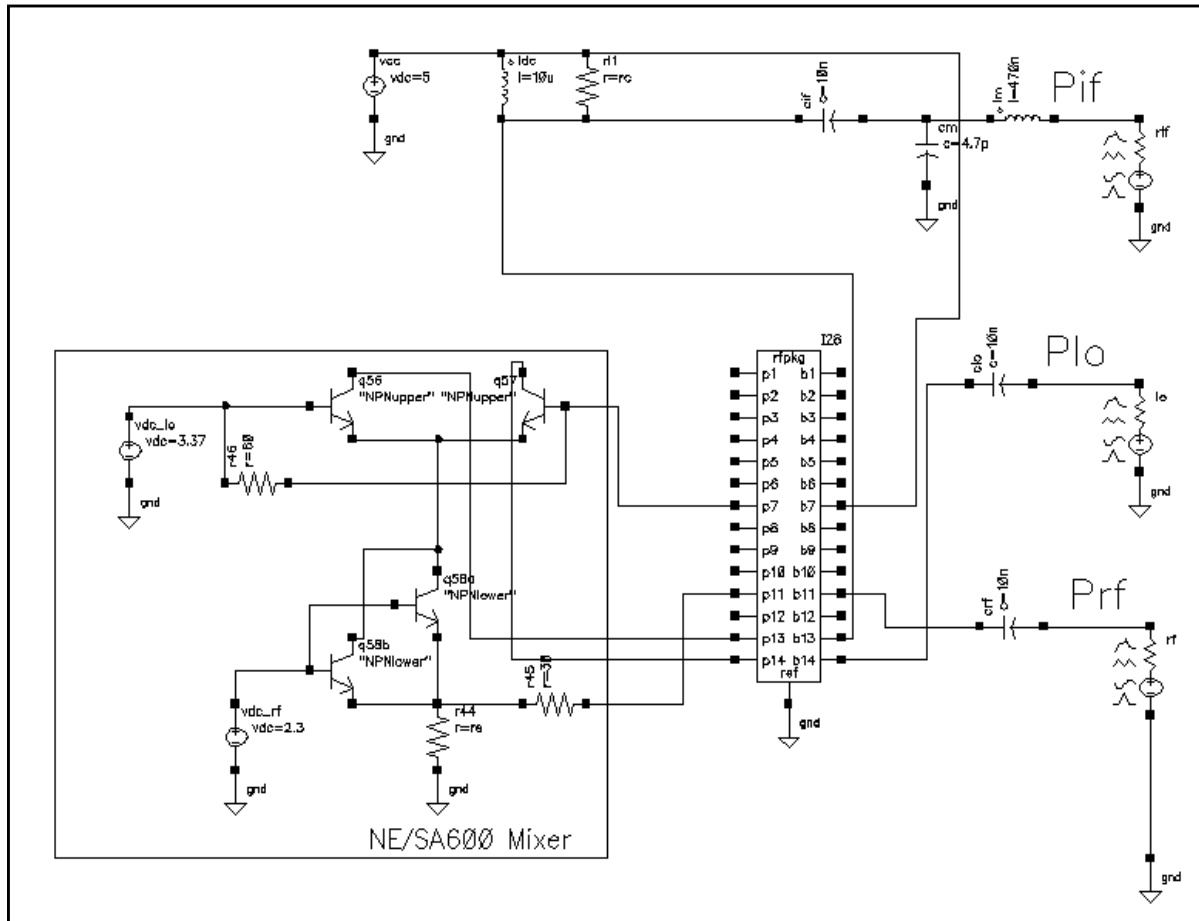 vcc
vdc=5
gnd
ldc
l=10u
rl1
r=rc
cif
c=10n
lm
l=470n
Pif
rif
cm
c=4.7p
gnd
gnd
I26
rfpkg
p1 b1
p2 b2
p3 b3
p4 b4
p5 b5
p6 b6
p7 b7
p8 b8
p9 b9
p10 b10
p11 b11
p12 b12
p13 b13
p14 b14
ref
gnd
clo
c=10n
Plo
lo
gnd
crf
c=10n
Prf
rf
gnd
q56
"NPNupper"
q57
"NPNupper"
vdc_lo
vdc=3.37
gnd
r46
r=60
q58a
"NPNlower"
q58b
"NPNlower"
vdc_rf
vdc=2.3
gnd
r45
r=30
r44
r=re
gnd
NE/SA600 Mixer